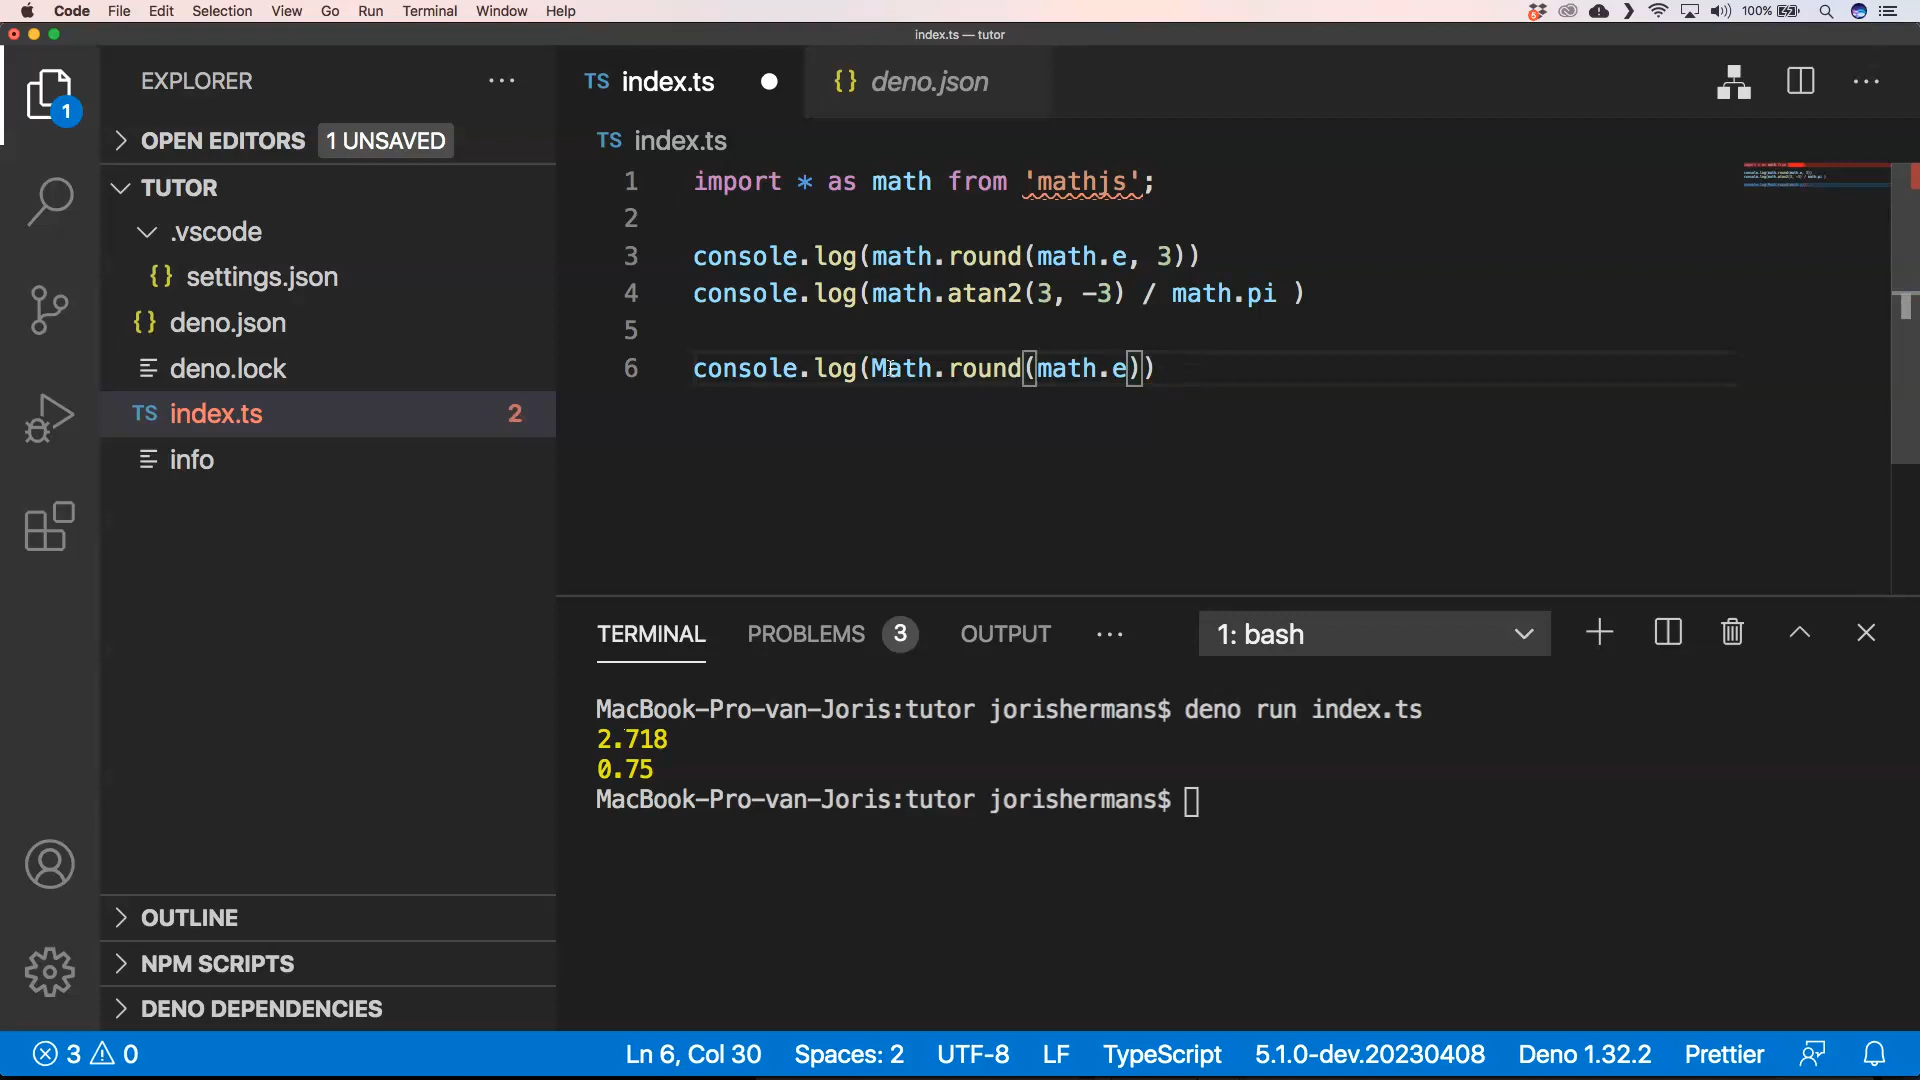 Code File Edit Selection View Go Run Terminal Window Help 100%
index.ts — tutor
EXPLORER
TS index.ts
{} deno.json
OPEN EDITORS 1 UNSAVED
TS index.ts
TUTOR
.vscode
{} settings.json
{} deno.json
deno.lock
TS index.ts 2
info
1 import * as math from 'mathjs';
2
3 console.log(math.round(math.e, 3))
4 console.log(math.atan2(3, -3) / math.pi )
5
6 console.log(Math.round(math.e))
1
TERMINAL PROBLEMS 3 OUTPUT 1: bash
MacBook-Pro-van-Joris:tutor jorishermans$ deno run index.ts
2.718
0.75
MacBook-Pro-van-Joris:tutor jorishermans$
OUTLINE
NPM SCRIPTS
DENO DEPENDENCIES
3 0 Ln 6, Col 30 Spaces: 2 UTF-8 LF TypeScript 5.1.0-dev.20230408 Deno 1.32.2 Prettier